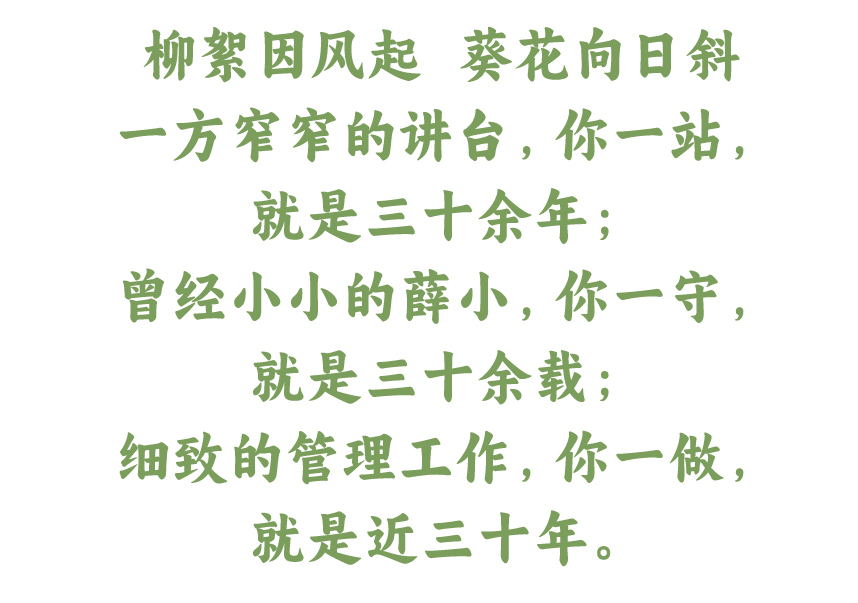 柳絮因风起 葵花向日斜
一方窄窄的讲台，你一站，
就是三十余年；
曾经小小的薛小，你一守，
就是三十余载；
细致的管理工作，你一做，
就是近三十年。